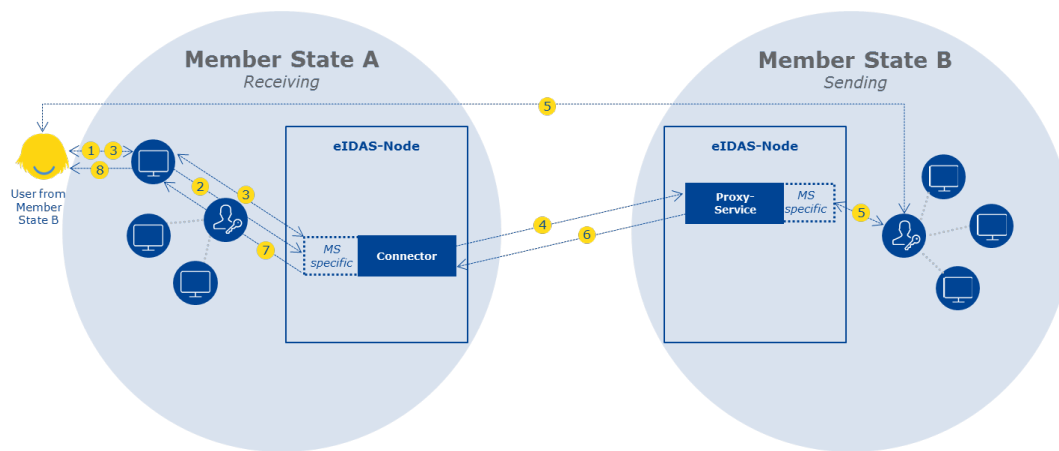 Member State A
Receiving
Member State B
Sending
5
eIDAS-Node
eIDAS-Node
1
3
8
User from
Member
State B
2
3
7
MS
specific
Connector
4
6
Proxy-
Service
MS
specific
5